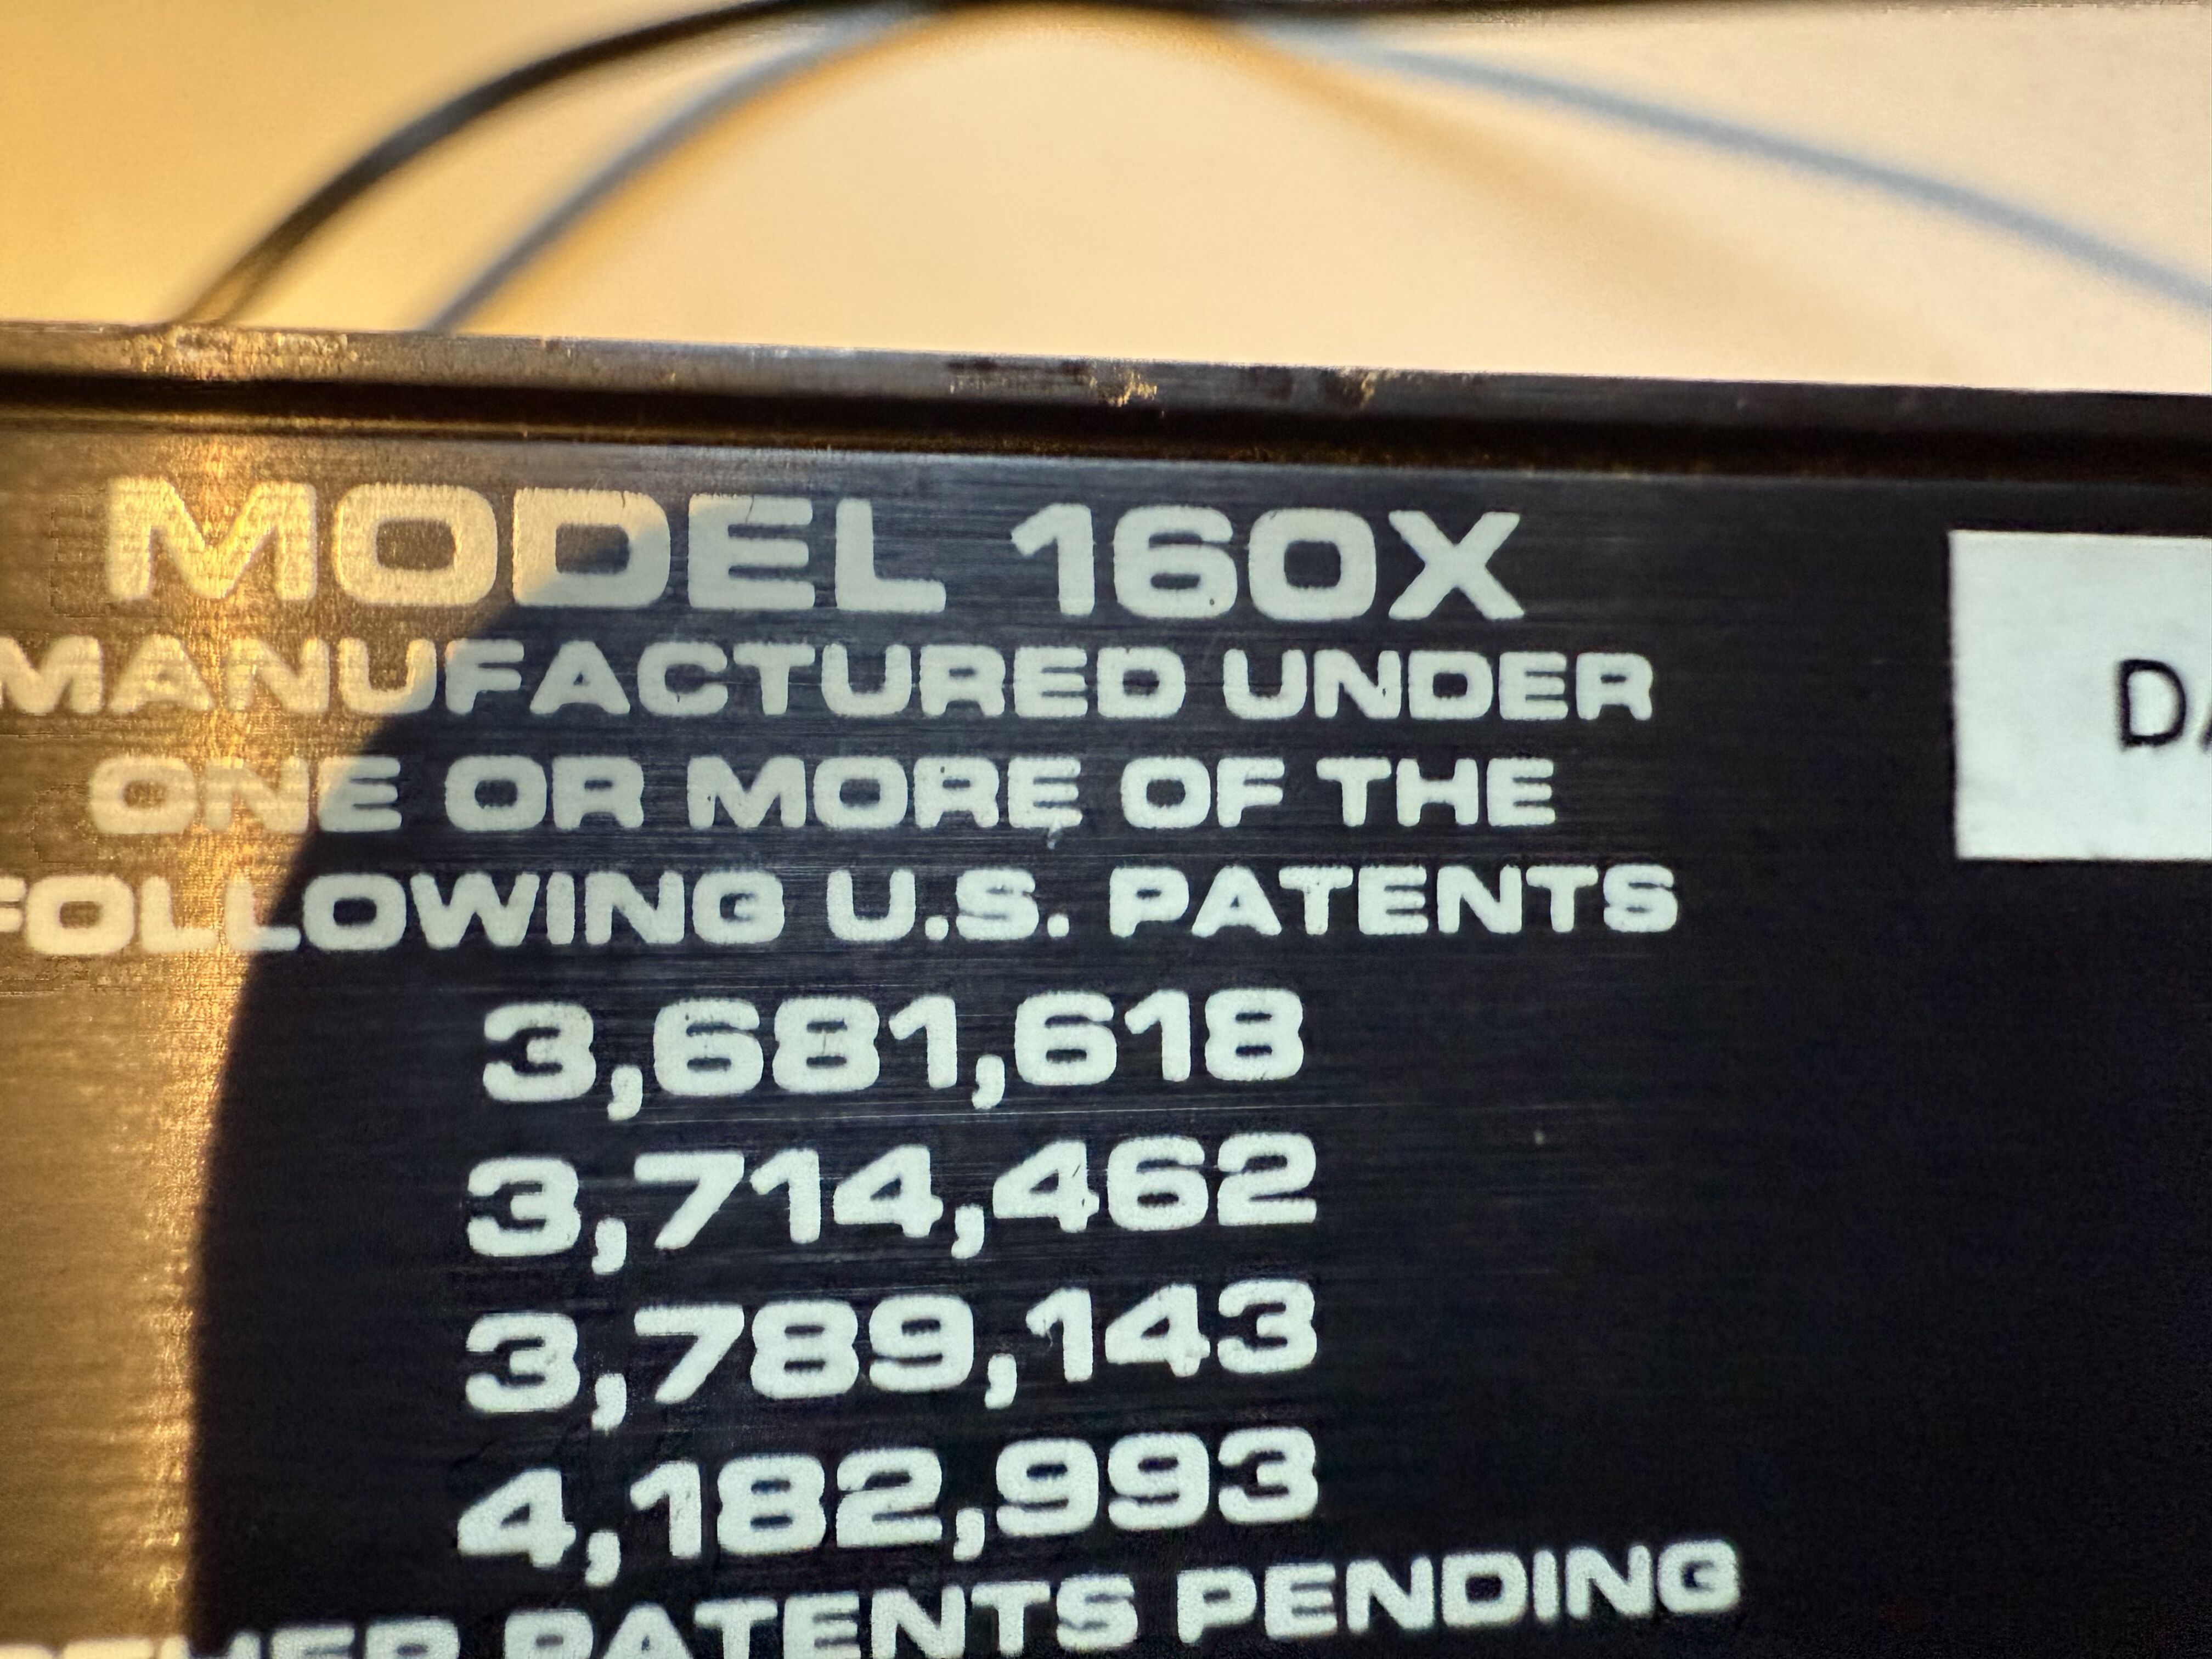 MODEL 160X
MANUFACTURED UNDER
ONE OR MORE OF THE
FOLLOWING U.S. PATENTS
3,681,618
3,714,462
3,789,143
4,182,993
PATENTS PENDING